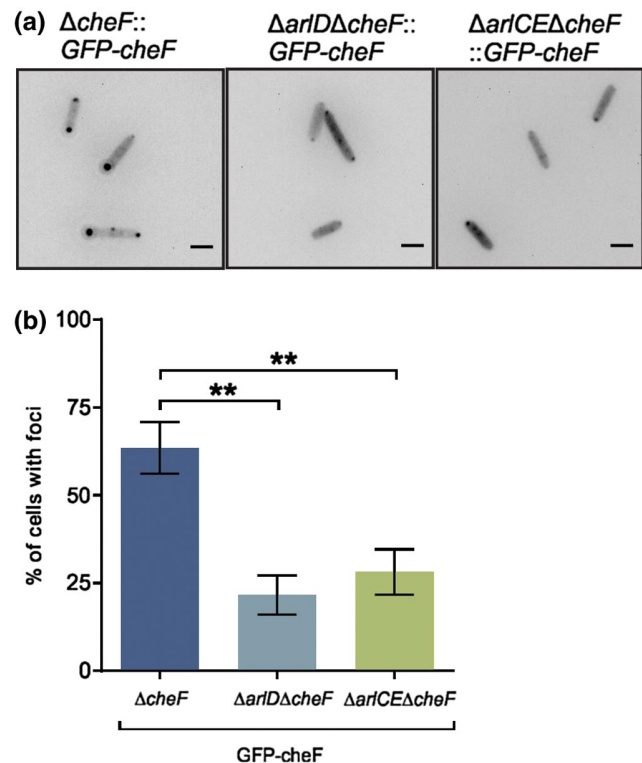 (a) ΔcheF:: ΔarlDΔcheF:: ΔarlCEΔcheF
GFP-cheF GFP-cheF ::GFP-cheF
(b)
100
75
50
25
0
% of cells with foci
**
**
ΔcheF ΔarlDΔcheF ΔarlCEΔcheF
GFP-cheF